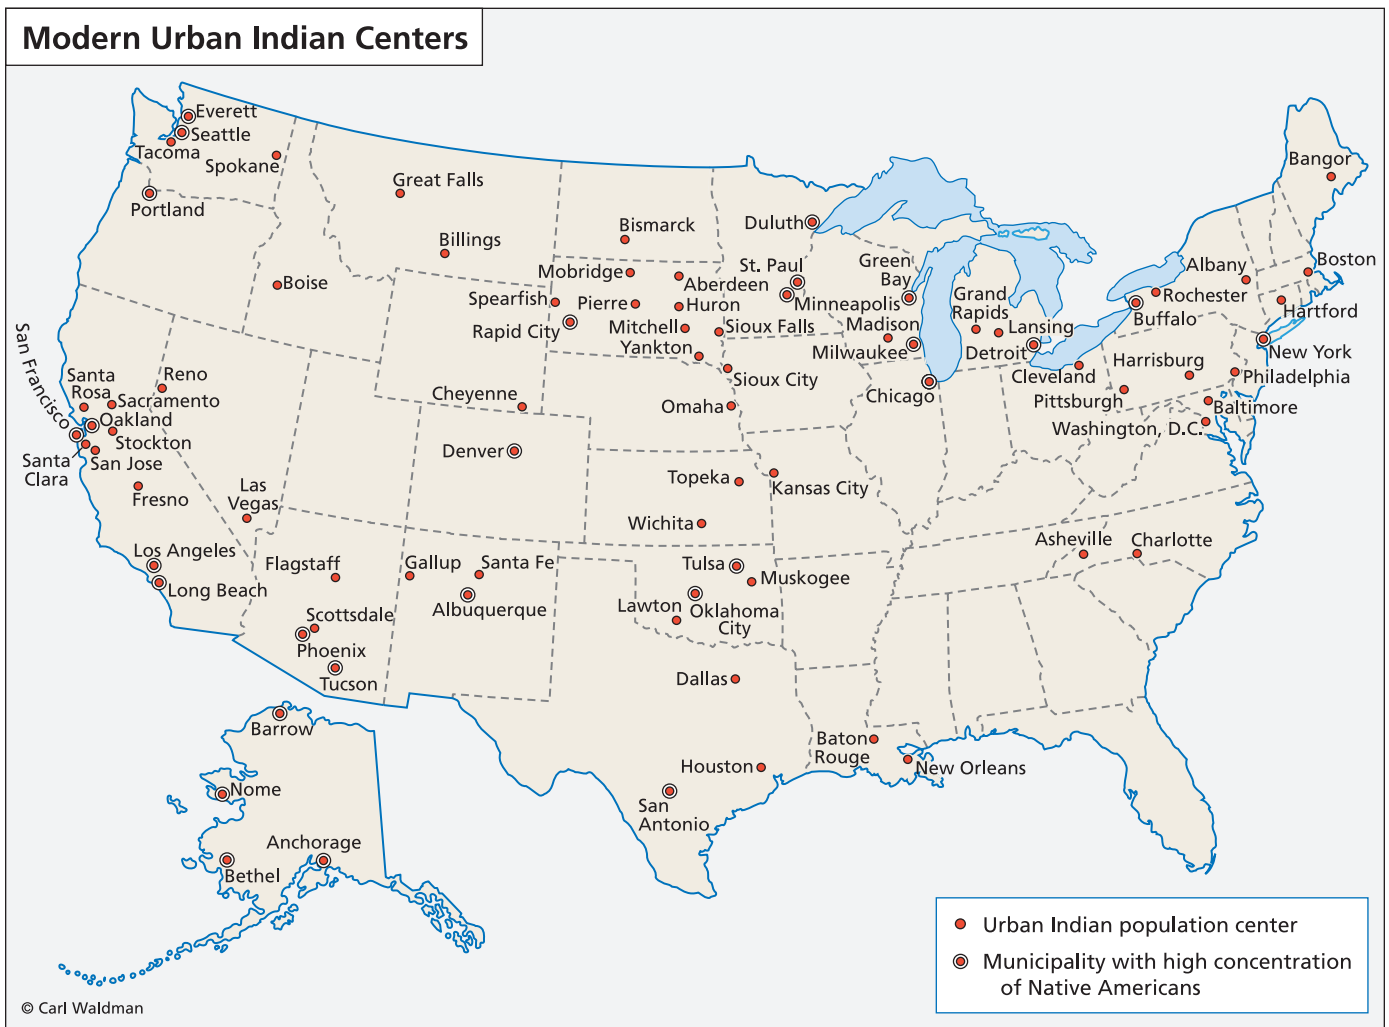 Modern Urban Indian Centers
Everett
Seattle
Tacoma
Spokane
Portland
Great Falls
Billings
Boise
Bismarck
Mobridge
Aberdeen
Spearfish
Pierre
Huron
Rapid City
Mitchell
Sioux Falls
Yankton
Sioux City
Duluth
St. Paul
Minneapolis
Green
Bay
Madison
Milwaukee
Grand
Rapids
Lansing
Detroit
Chicago
Cleveland
Bangor
Boston
Albany
Rochester
Buffalo
Hartford
New York
Harrisburg
Philadelphia
Pittsburgh
Baltimore
Washington, D.C.
San Francisco
Santa
Rosa
Reno
Sacramento
Oakland
Stockton
Santa
Clara
San Jose
Fresno
Las
Vegas
Los Angeles
Long Beach
Cheyenne
Denver
Omaha
Topeka
Kansas City
Wichita
Flagstaff
Gallup
Santa Fe
Albuquerque
Scottsdale
Phoenix
Tucson
Tulsa
Muskogee
Lawton
Oklahoma
City
Asheville
Charlotte
Dallas
Baton
Rouge
New Orleans
Houston
San
Antonio
Barrow
Nome
Anchorage
Bethel
Urban Indian population center
Municipality with high concentration
of Native Americans
© Carl Waldman